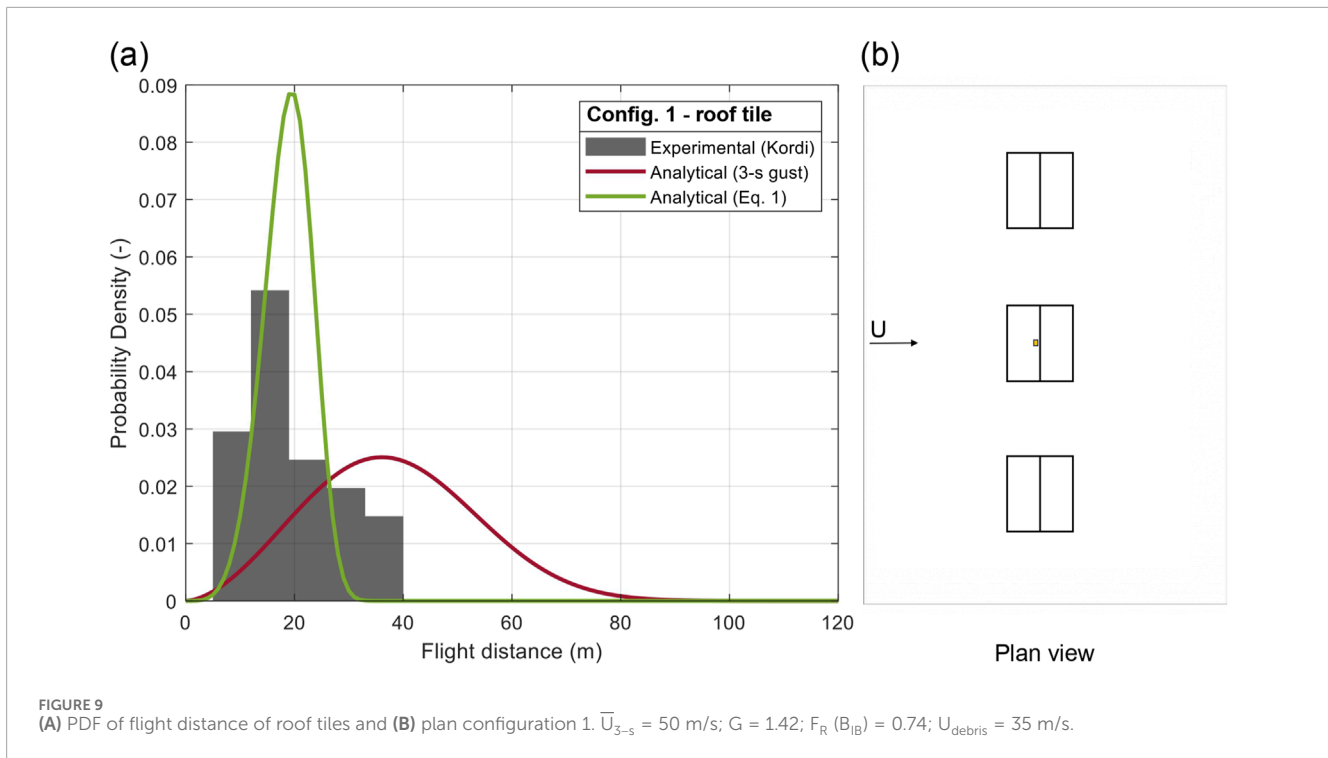 (a)
(b)
0.09
0.08
0.07
0.06
0.05
0.04
0.03
0.02
0.01
0
Probability Density (-)
0 20 40 60 80 100 120
Flight distance (m)
Config. 1 - roof tile
Experimental (Kordi)
Analytical (3-s gust)
Analytical (Eq. 1)
U
Plan view
FIGURE 9
(A) PDF of flight distance of roof tiles and (B) plan configuration 1. U̅₃₋ₛ = 50 m/s; G = 1.42; F_R (B_IB) = 0.74; U_debris = 35 m/s.